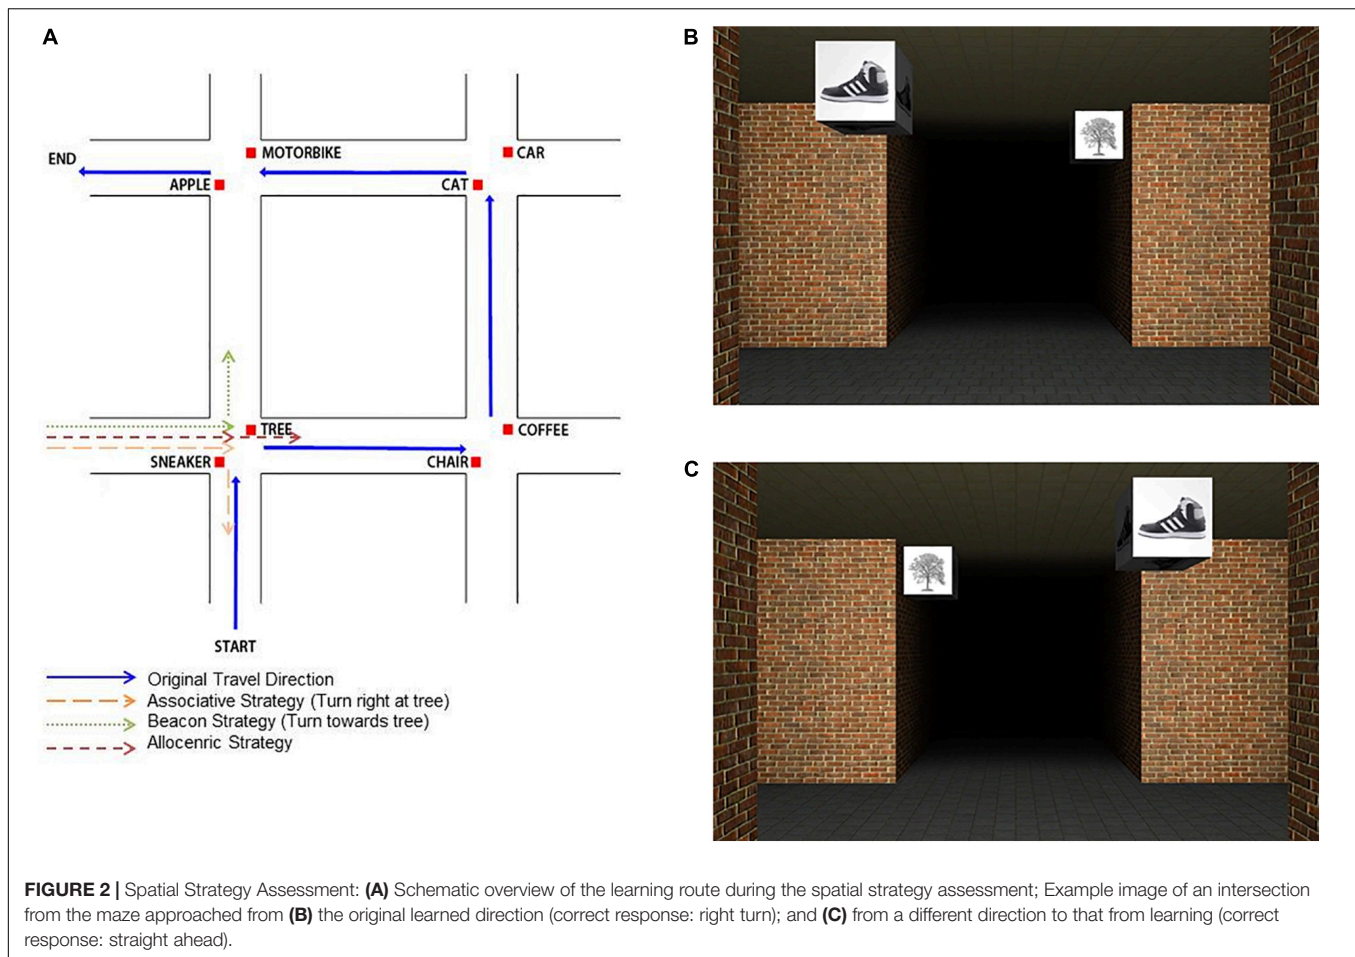 A
MOTORBIKE
CAR
END
APPLE
CAT
TREE
COFFEE
SNEAKER
CHAIR
START
Original Travel Direction
Associative Strategy (Turn right at tree)
Beacon Strategy (Turn towards tree)
Allocenric Strategy
B
C
FIGURE 2 | Spatial Strategy Assessment: (A) Schematic overview of the learning route during the spatial strategy assessment; Example image of an intersection
from the maze approached from (B) the original learned direction (correct response: right turn); and (C) from a different direction to that from learning (correct
response: straight ahead).